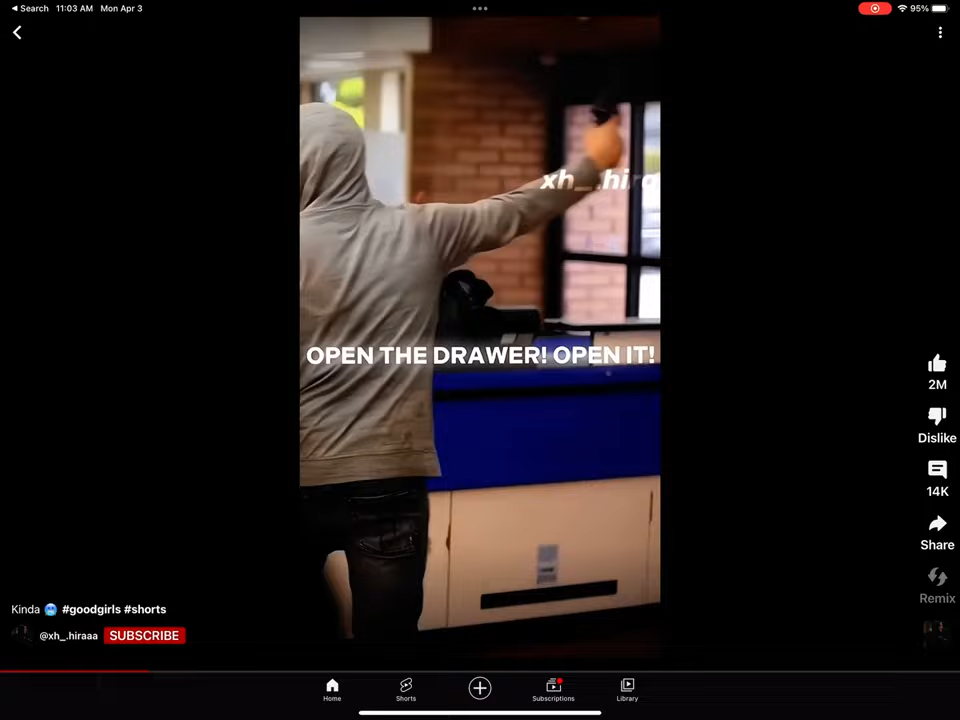 Search 11:03 AM Mon Apr 3
95%
xh_.hira
OPEN THE DRAWER! OPEN IT!
2M
Dislike
14K
Share
Remix
Kinda 🥶 #goodgirls #shorts
@xh_.hiraaa SUBSCRIBE
Home Shorts Subscriptions Library